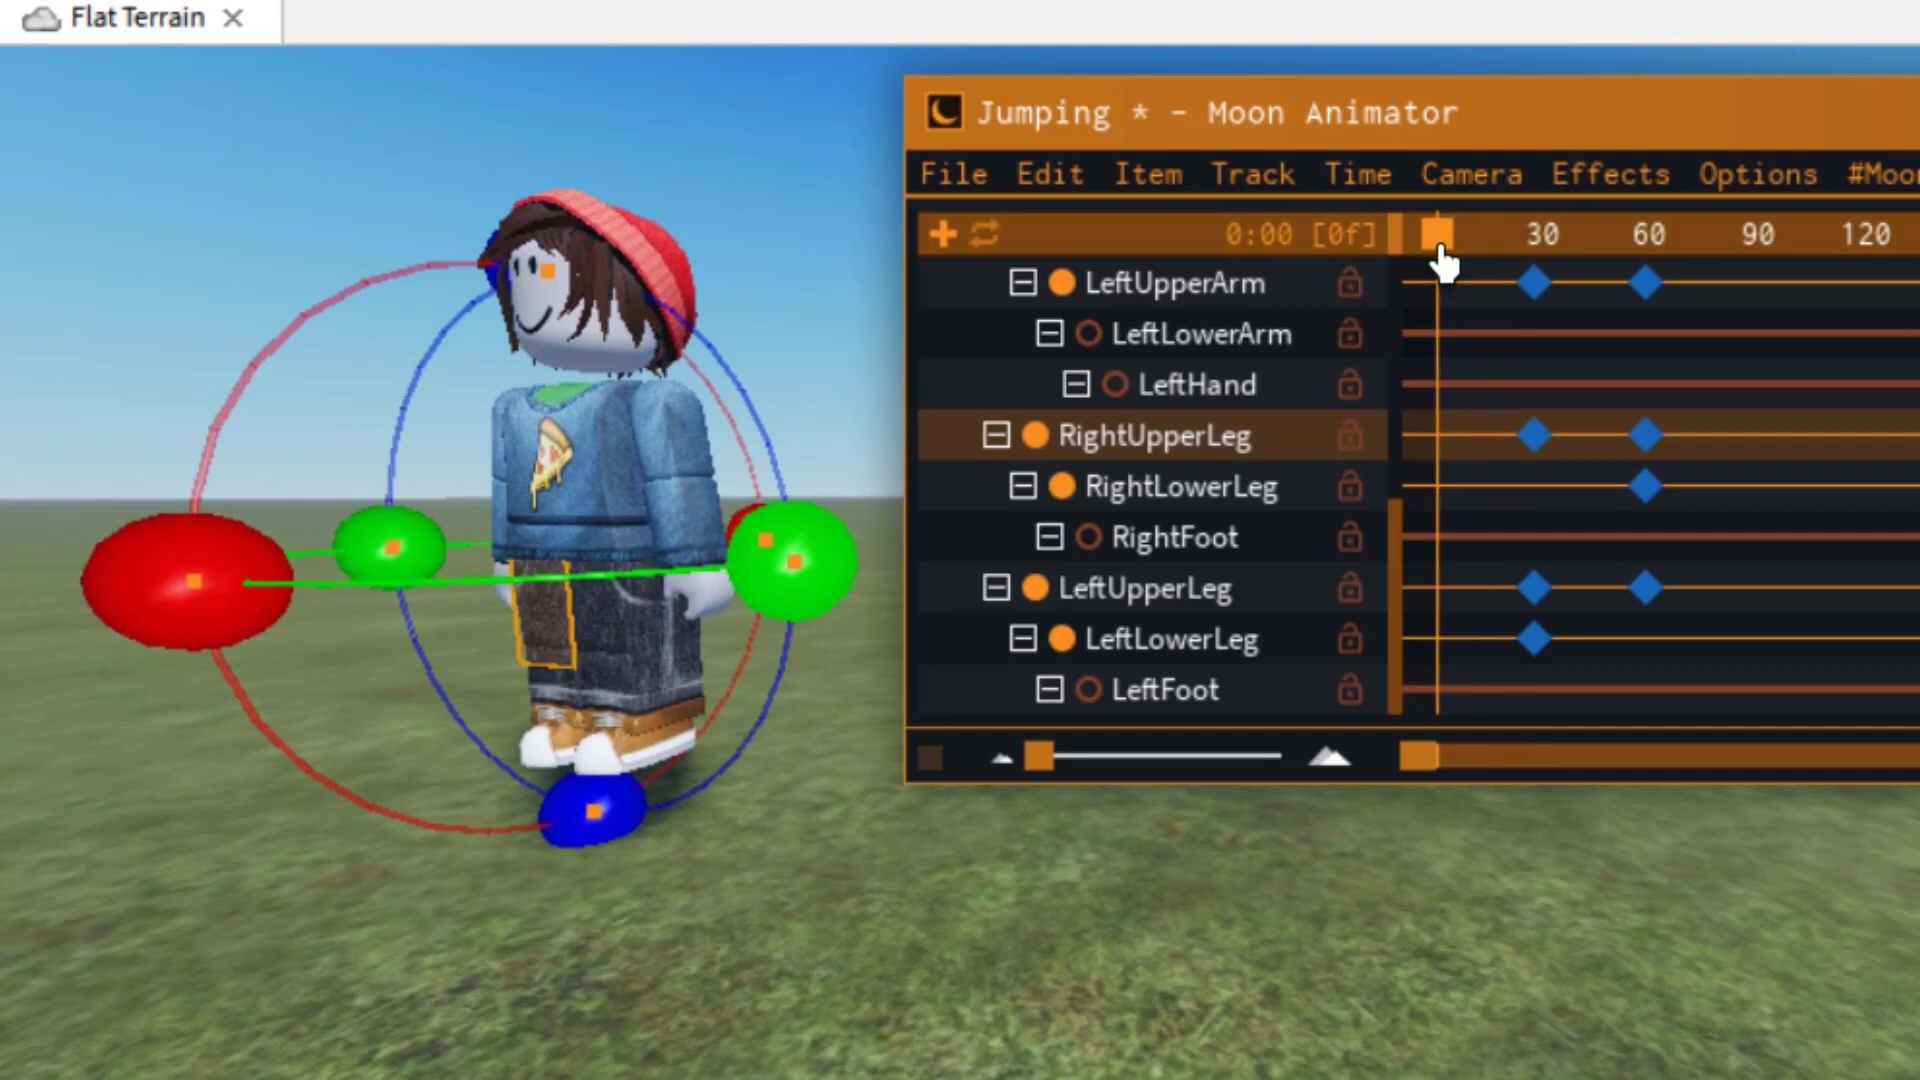 Flat Terrain
Jumping * - Moon Animator
File Edit Item Track Time Camera Effects Options
0:00 [0f] 30 60 90 120
LeftUpperArm
LeftLowerArm
LeftHand
RightUpperLeg
RightLowerLeg
RightFoot
LeftUpperLeg
LeftLowerLeg
LeftFoot